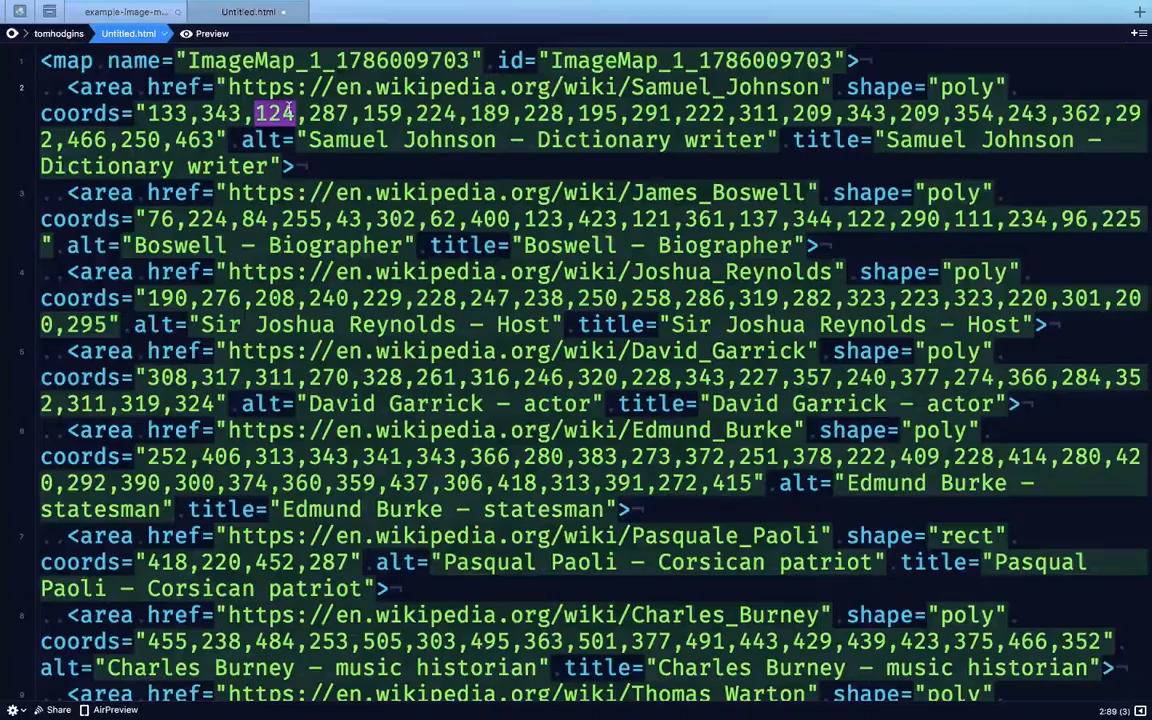 example-image-m...
Untitled.html
tomhodgins
Untitled.html
Preview
1 <map name="ImageMap_1_1786009703" id="ImageMap_1_1786009703">
2 <area href="https://en.wikipedia.org/wiki/Samuel_Johnson" shape="poly"
coords="133,343,124,287,159,224,189,228,195,291,222,311,209,343,209,354,243,362,29
2,466,250,463" alt="Samuel Johnson – Dictionary writer" title="Samuel Johnson –
Dictionary writer">
3 <area href="https://en.wikipedia.org/wiki/James_Boswell" shape="poly"
coords="76,224,84,255,43,302,62,400,123,423,121,361,137,344,122,290,111,234,96,225
" alt="Boswell – Biographer" title="Boswell – Biographer">
4 <area href="https://en.wikipedia.org/wiki/Joshua_Reynolds" shape="poly"
coords="190,276,208,240,229,228,247,238,250,258,286,319,282,323,223,323,220,301,20
0,295" alt="Sir Joshua Reynolds – Host" title="Sir Joshua Reynolds – Host">
5 <area href="https://en.wikipedia.org/wiki/David_Garrick" shape="poly"
coords="308,317,311,270,328,261,316,246,320,228,343,227,357,240,377,274,366,284,35
2,311,319,324" alt="David Garrick – actor" title="David Garrick – actor">
6 <area href="https://en.wikipedia.org/wiki/Edmund_Burke" shape="poly"
coords="252,406,313,343,341,343,366,280,383,273,372,251,378,222,409,228,414,280,42
0,292,390,300,374,360,359,437,306,418,313,391,272,415" alt="Edmund Burke –
statesman" title="Edmund Burke – statesman">
7 <area href="https://en.wikipedia.org/wiki/Pasquale_Paoli" shape="rect"
coords="418,220,452,287" alt="Pasqual Paoli – Corsican patriot" title="Pasqual
Paoli – Corsican patriot">
8 <area href="https://en.wikipedia.org/wiki/Charles_Burney" shape="poly"
coords="455,238,484,253,505,303,495,363,501,377,491,443,429,439,423,375,466,352"
alt="Charles Burney – music historian" title="Charles Burney – music historian">
9 <area href="https://en.wikipedia.org/wiki/Thomas_Warton" shape="poly"
Share
AirPreview
2:89 (3)